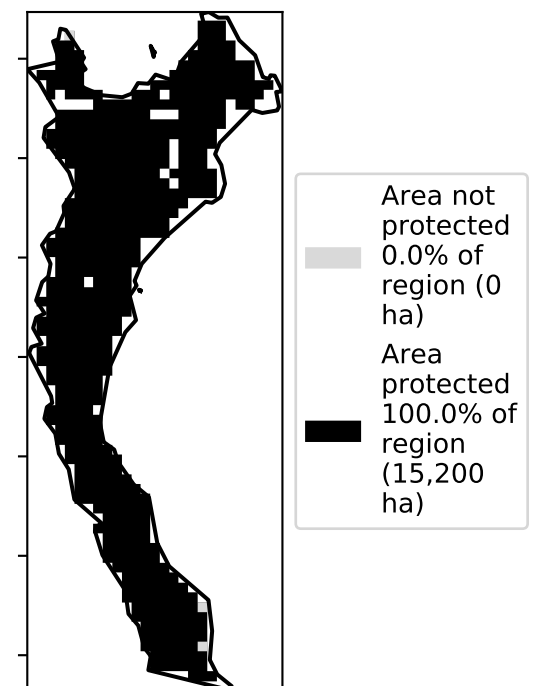 Area not
protected
0.0% of
region (0
ha)
Area
protected
100.0% of
region
(15,200
ha)